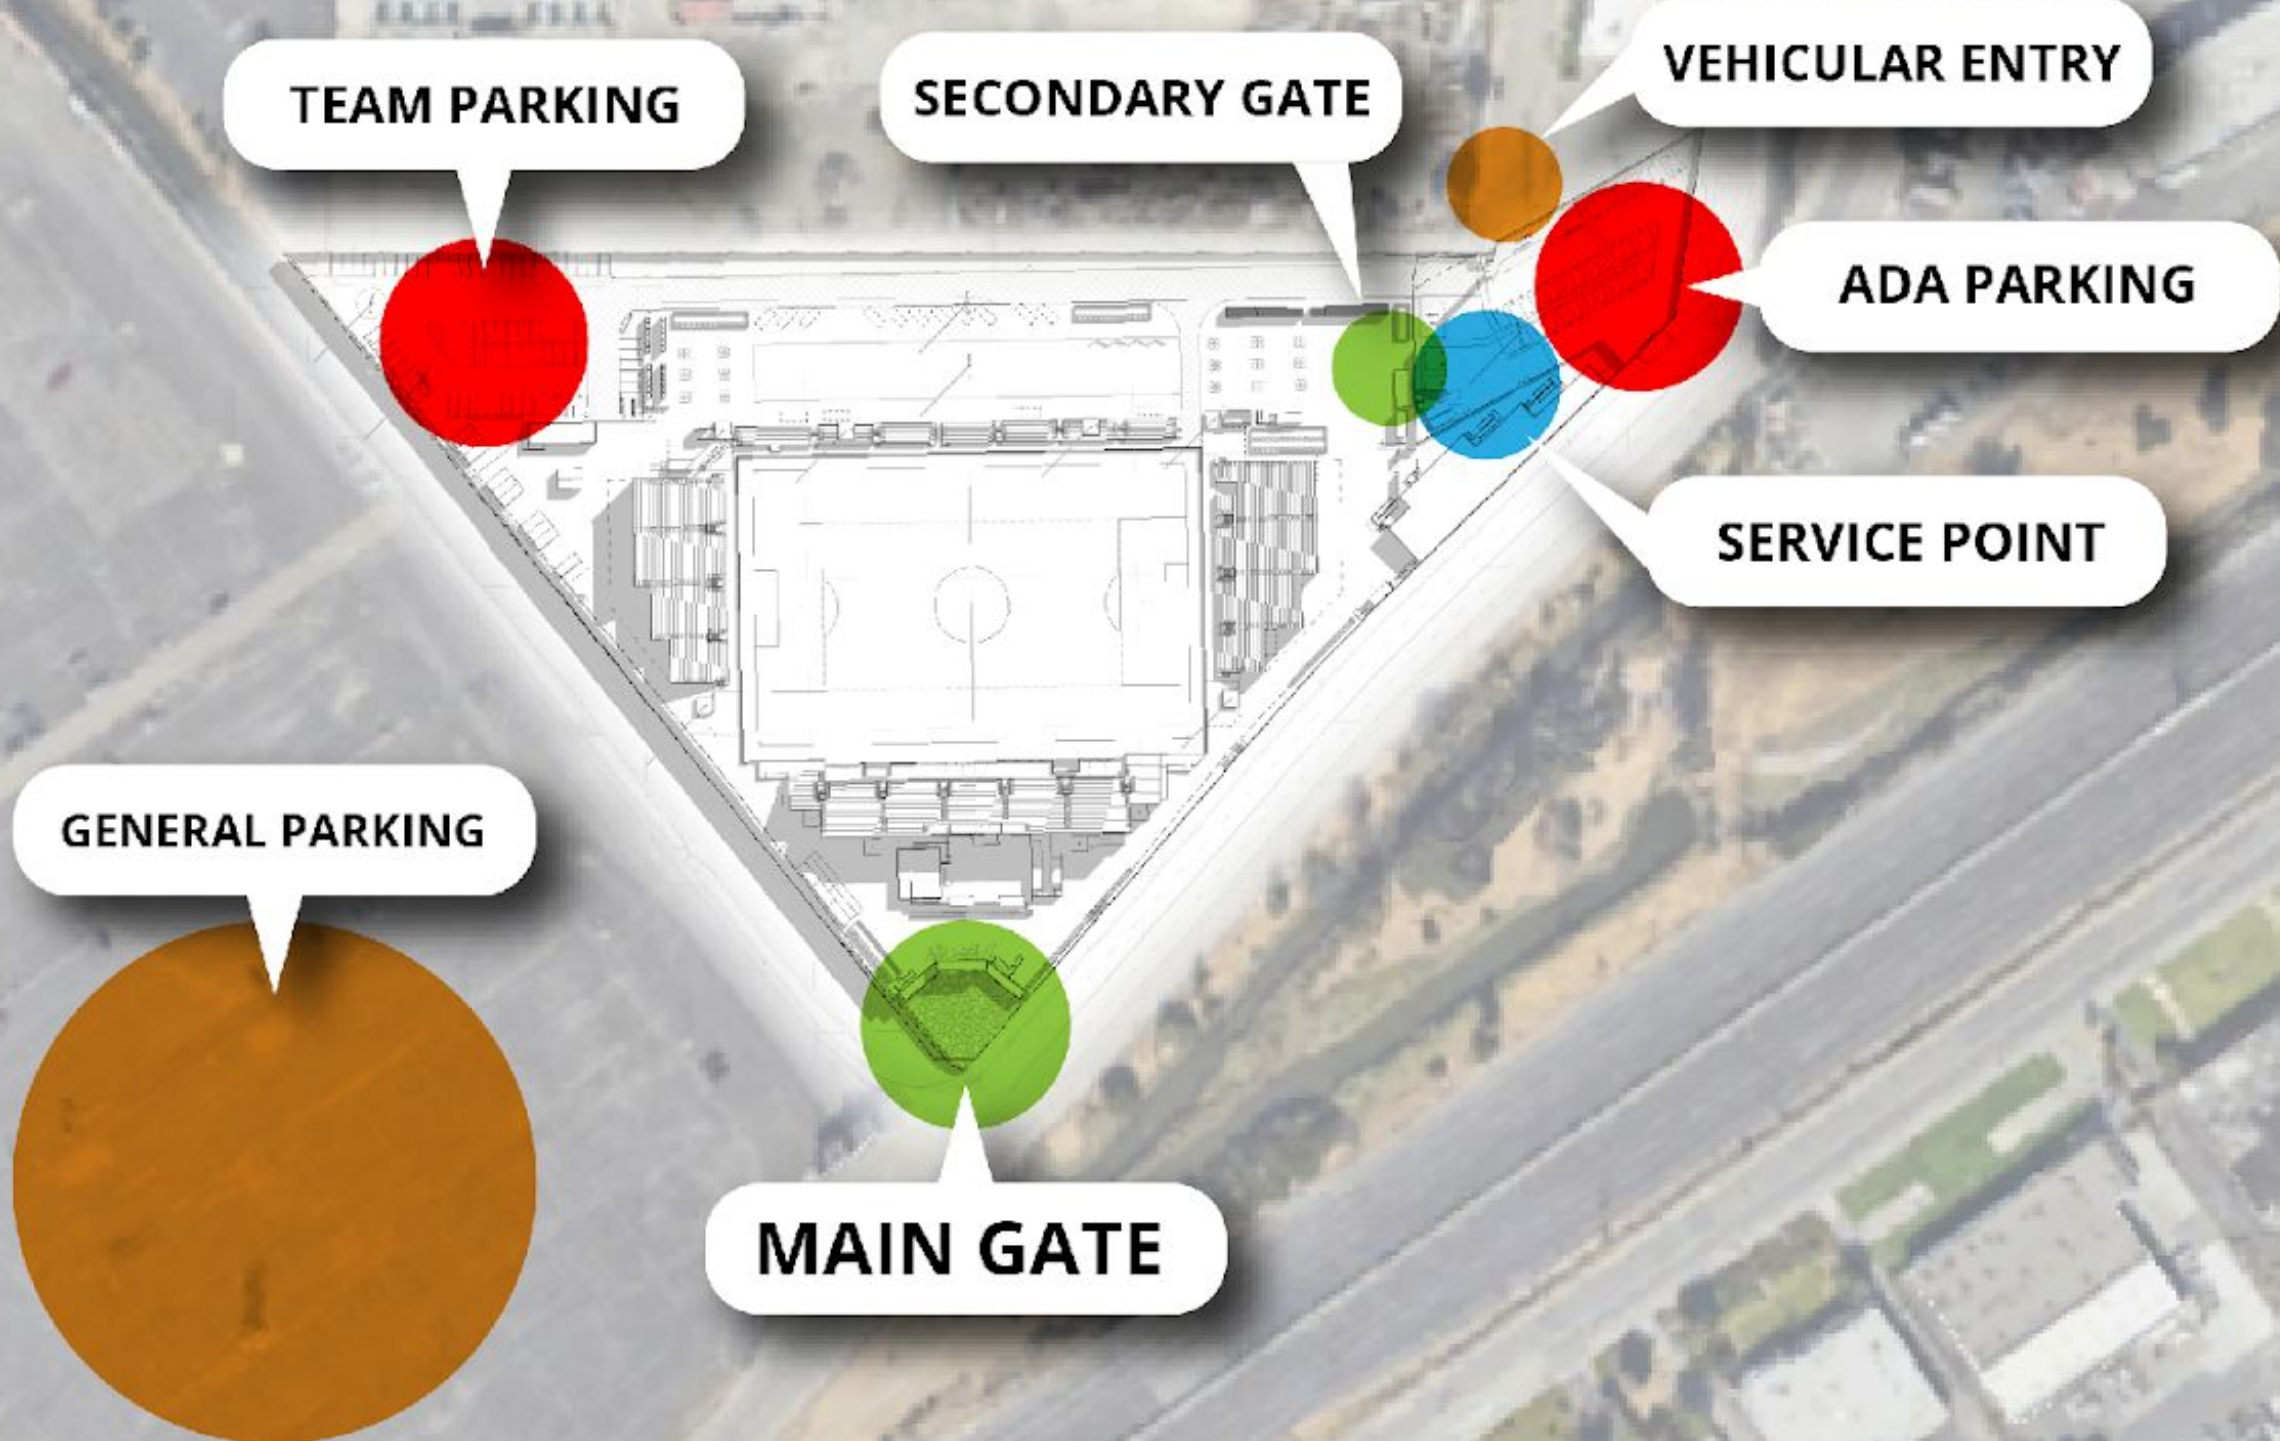 VEHICULAR ENTRY
TEAM PARKING
SECONDARY GATE
ADA PARKING
SERVICE POINT
GENERAL PARKING
MAIN GATE